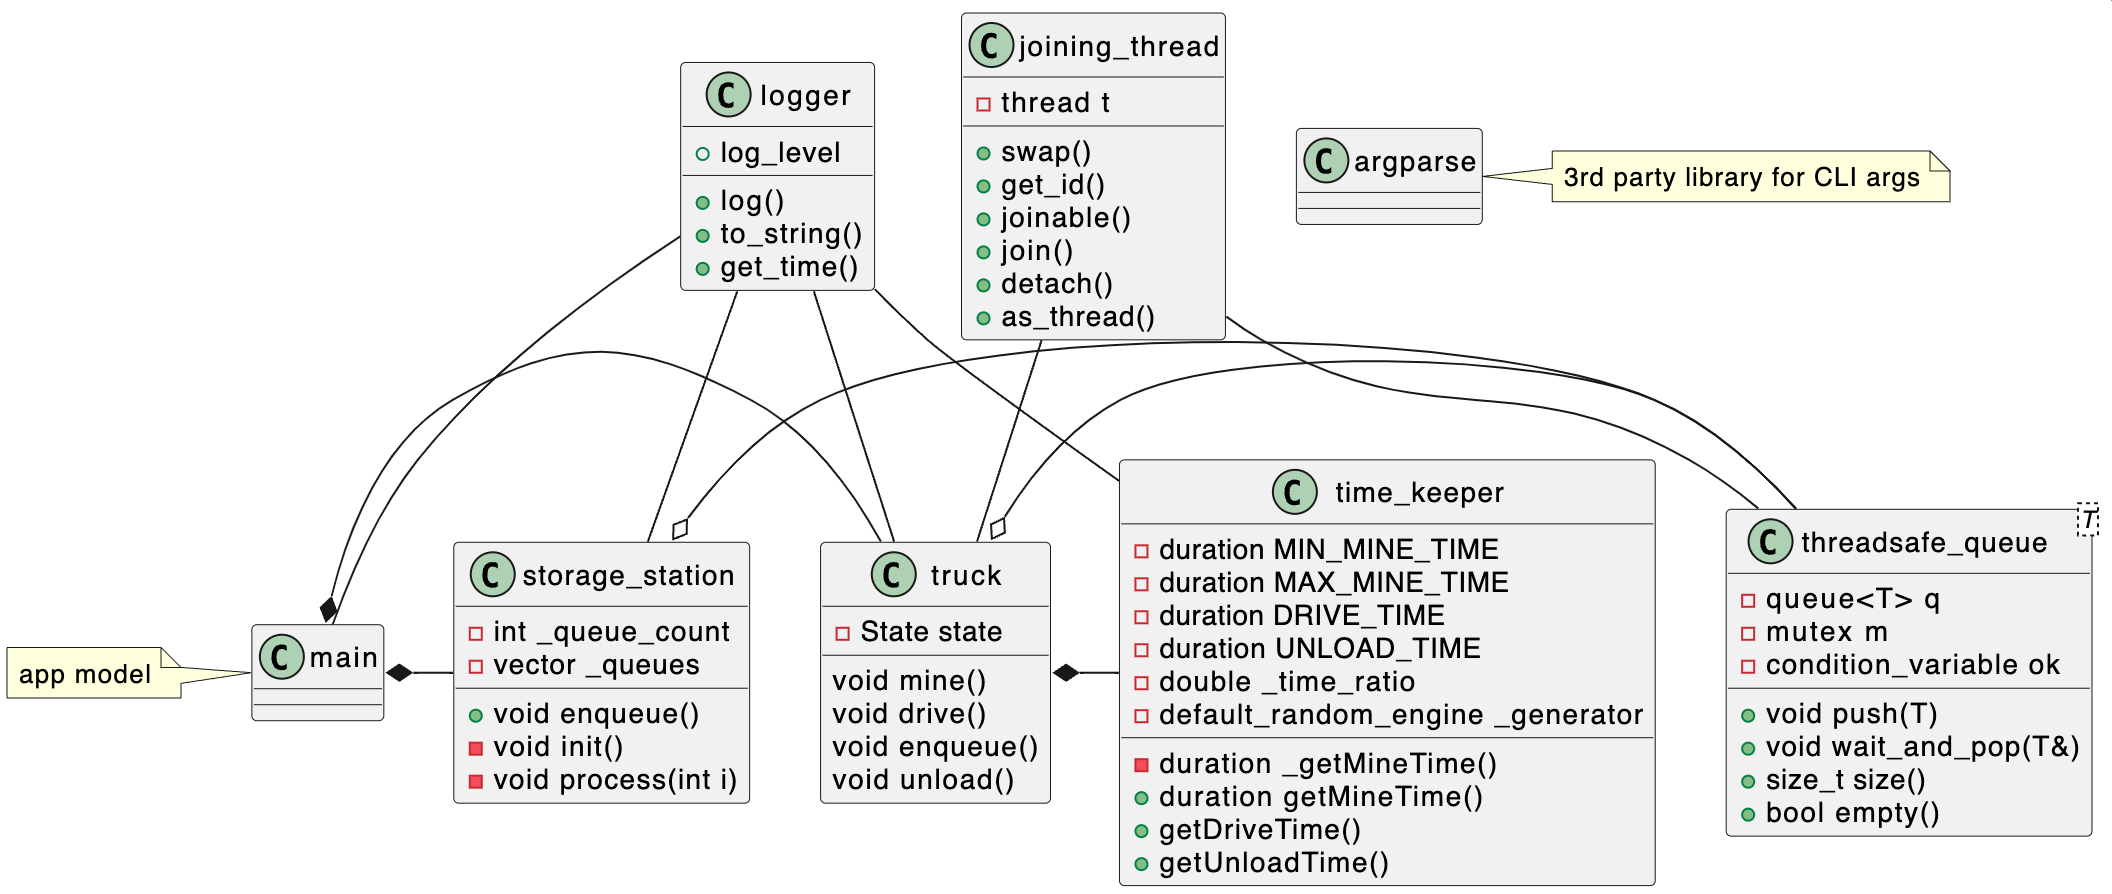 C logger
log_level
log()
to_string()
get_time()
C joining_thread
thread t
swap()
get_id()
joinable()
join()
detach()
as_thread()
C argparse
3rd party library for CLI args
app model
C main
C storage_station
int _queue_count
vector _queues
void enqueue()
void init()
void process(int i)
C truck
State state
void mine()
void drive()
void enqueue()
void unload()
C time_keeper
duration MIN_MINE_TIME
duration MAX_MINE_TIME
duration DRIVE_TIME
duration UNLOAD_TIME
double _time_ratio
default_random_engine _generator
duration _getMineTime()
duration getMineTime()
getDriveTime()
getUnloadTime()
T
C threadsafe_queue
queue<T> q
mutex m
condition_variable ok
void push(T)
void wait_and_pop(T&)
size_t size()
bool empty()